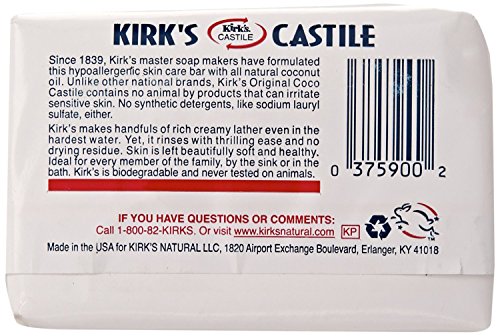 KIRK'S Kirk's CASTILE CASTILE
Since 1839, Kirk's master soap makers have formulated
this hypoallergenic skin care bar with all natural coconut
oil. Unlike other national brands, Kirk's Original Coco
Castile contains no animal by products that can irritate
sensitive skin. No synthetic detergents, like sodium lauryl
sulfate, either.
Kirk's makes handfuls of rich creamy lather even in the
hardest water. Yet, it rinses with thrilling ease and no
drying residue. Skin is left beautifully soft and healthy.
Ideal for every member of the family, by the sink or in the
bath. Kirk's is biodegradable and never tested on animals.
0 375900 2
IF YOU HAVE QUESTIONS OR COMMENTS:
Call 1-800-82-KIRKS. Or visit www.kirksnatural.com. KP
TM
Made in the USA for KIRK'S NATURAL LLC, 1820 Airport Exchange Boulevard, Erlanger, KY 41018